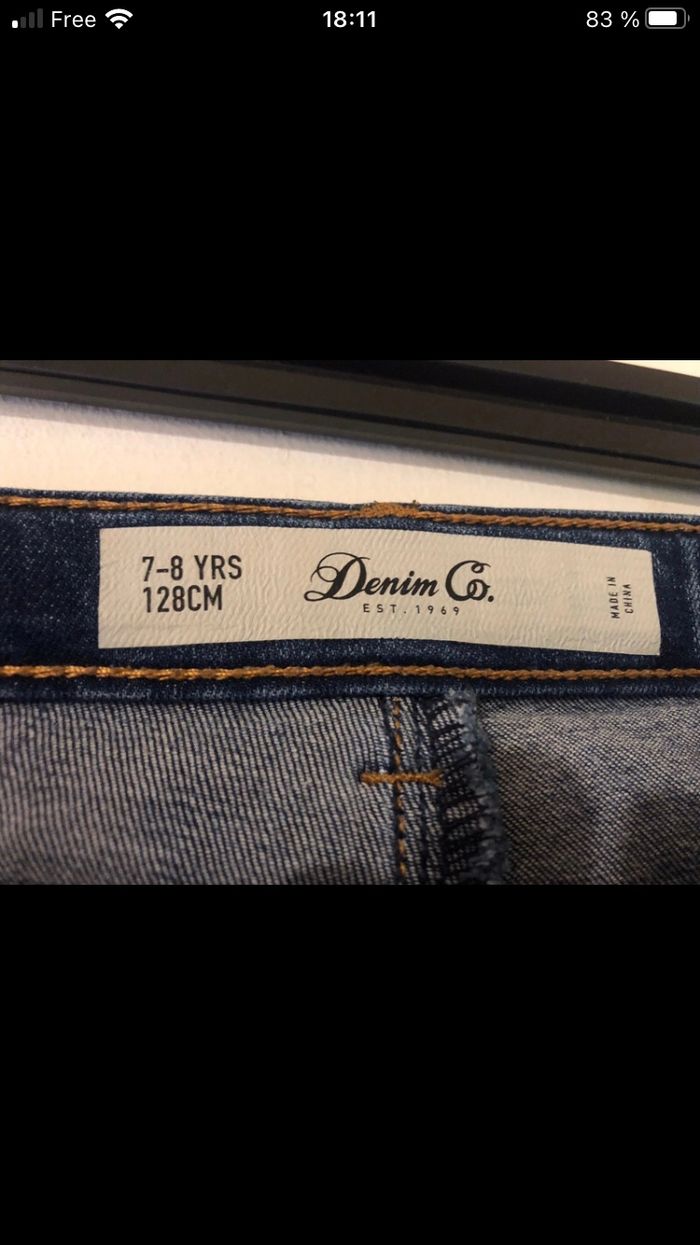 Free 18:11 83 %
7-8 YRS
128CM
Denim Co.
EST. 1969
MADE IN
CHINA